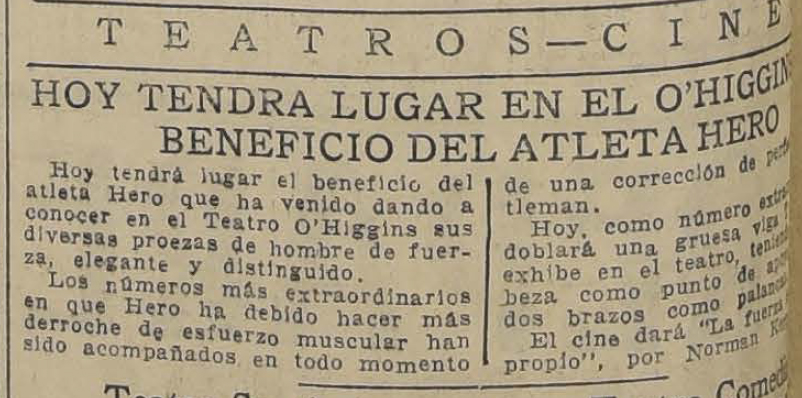 TEATROS—CINE
HOY TENDRA LUGAR EN EL O'HIGGIN
BENEFICIO DEL ATLETA HERO
Hoy tendrá lugar el beneficio del
atleta Hero que ha venido dando a
conocer en el Teatro O'Higgins sus
diversas proezas de hombre de fuer-
za, elegante y distinguido.
Los números más extraordinarios
en que Hero ha debido hacer más
derroche de esfuerzo muscular han
sido acompañados en todo momento
de una corrección de
tleman.
Hoy, como número extra-
doblará una gruesa viga
exhibe en el teatro,
beza como punto de
dos brazos como
El cine dará "La fuerza
propio", por Norman
Comedi